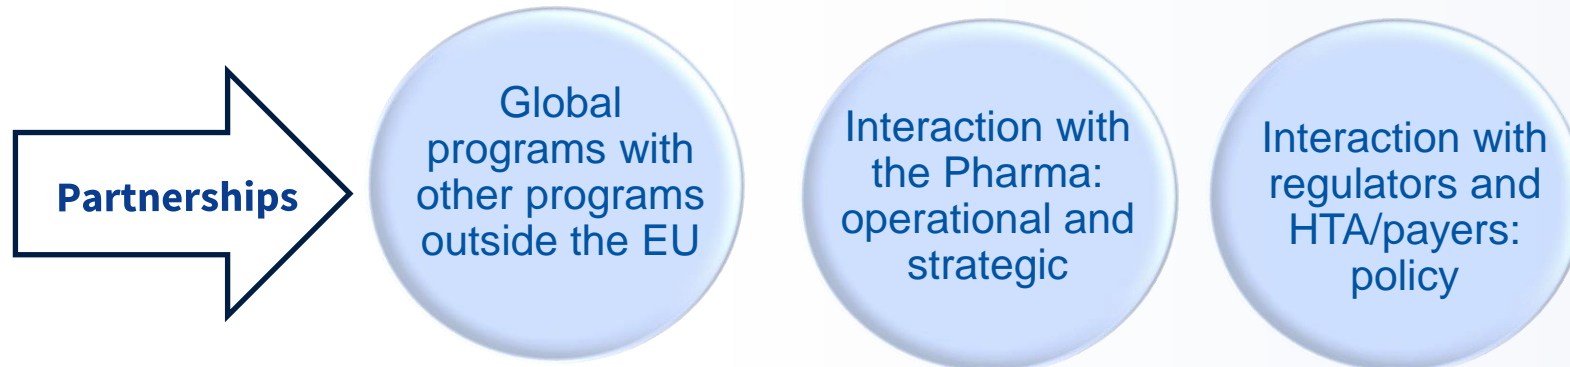 Partnerships
Global
programs with
other programs
outside the EU
Interaction with
the Pharma:
operational and
strategic
Interaction with
regulators and
HTA/payers:
policy